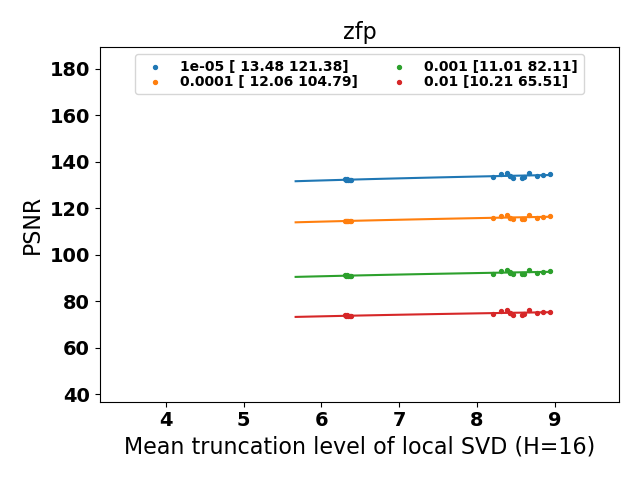 zfp
1e-05 [ 13.48 121.38]
0.0001 [ 12.06 104.79]
0.001 [11.01 82.11]
0.01 [10.21 65.51]
PSNR
180
160
140
120
100
80
60
40
4 5 6 7 8 9
Mean truncation level of local SVD (H=16)